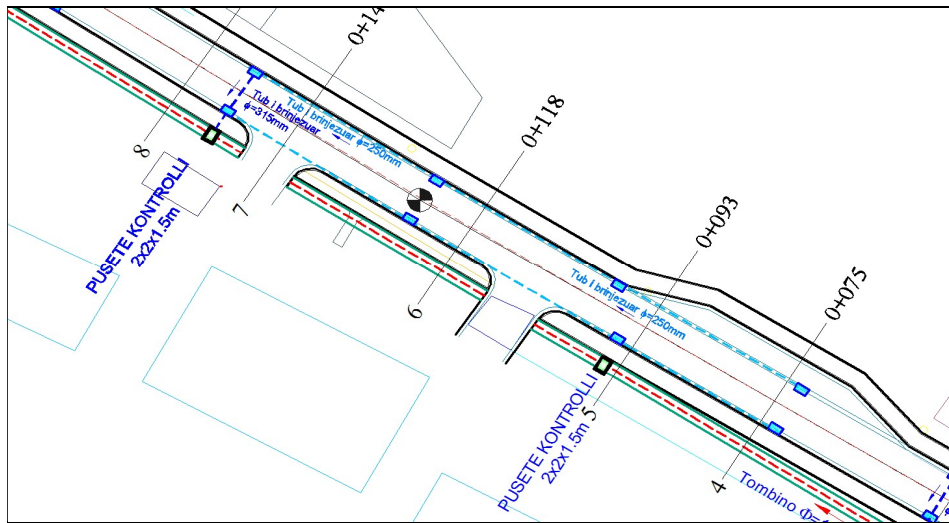 0+14
Tub i brinjezuar
ϕ=315mm
Tub i brinjezuar ϕ=250mm
0+118
8
7
PUSETE KONTROLLI
2x2x1.5m
6
0+093
Tub i brinjezuar ϕ=250mm
0+075
5
PUSETE KONTROLLI
2x2x1.5m
4
Tombino Φ=